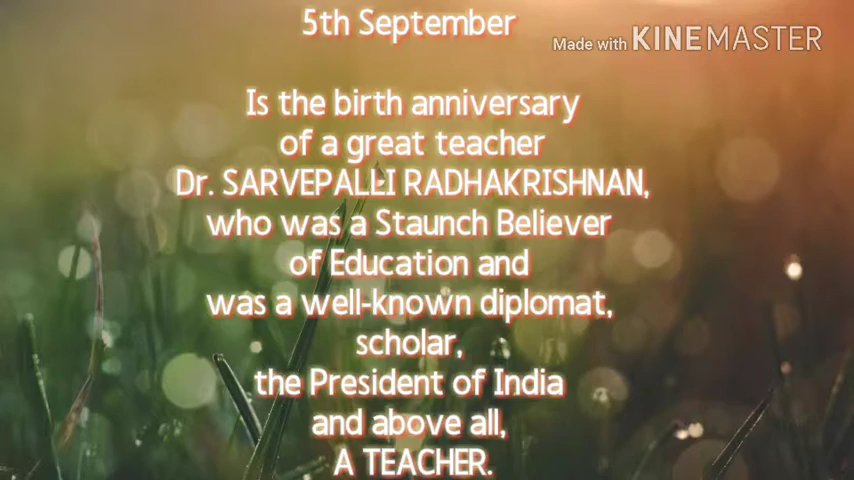 5th September
Made with KINEMASTER
Is the birth anniversary
of a great teacher
Dr. SARVEPALLI RADHAKRISHNAN,
who was a Staunch Believer
of Education and
was a well-known diplomat,
scholar,
the President of India
and above all,
A TEACHER.